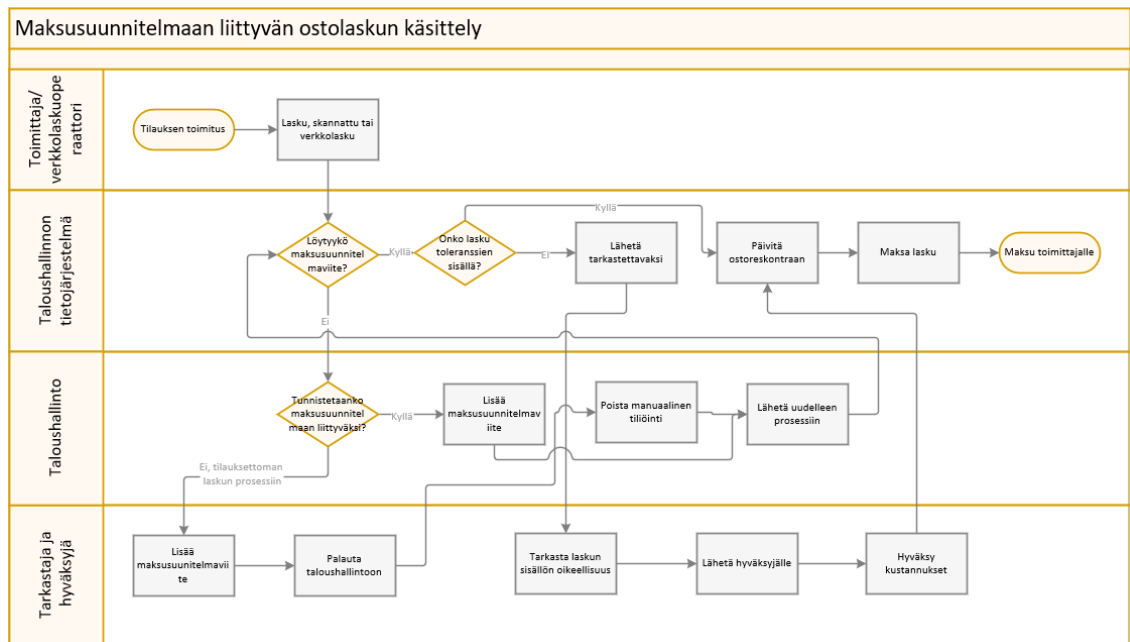 Maksusuunnitelmaan liittyvän ostolaskun käsittely
Toimittaja/
verkkolaskuope
raattori
Tilauksen toimitus
Lasku, skannattu tai
verkkolasku
Taloushallinnon
tietojärjestelmä
Löytyykö
maksusuunnitel
maviite?
Kyllä
Onko lasku
toleranssien
sisällä?
Kyllä
Ei
Lähetä
tarkastettavaksi
Päivitä
ostoreskontraan
Maksa lasku
Maksu toimittajalle
Ei
Taloushallinto
Tunnistetaanko
maksusuunnitel
maan liittyväksi?
Kyllä
Lisää
maksusuunnitelmav
iite
Poista manuaalinen
tiliöinti
Lähetä uudelleen
prosessiin
Ei, tilauksettoman
laskun prosessiin
Tarkastaja ja
hyväksyjä
Lisää
maksusuunitelmavi
ite
Palauta
taloushallintoon
Tarkasta laskun
sisällön oikeellisuus
Lähetä hyväksyjälle
Hyväksy
kustannukset